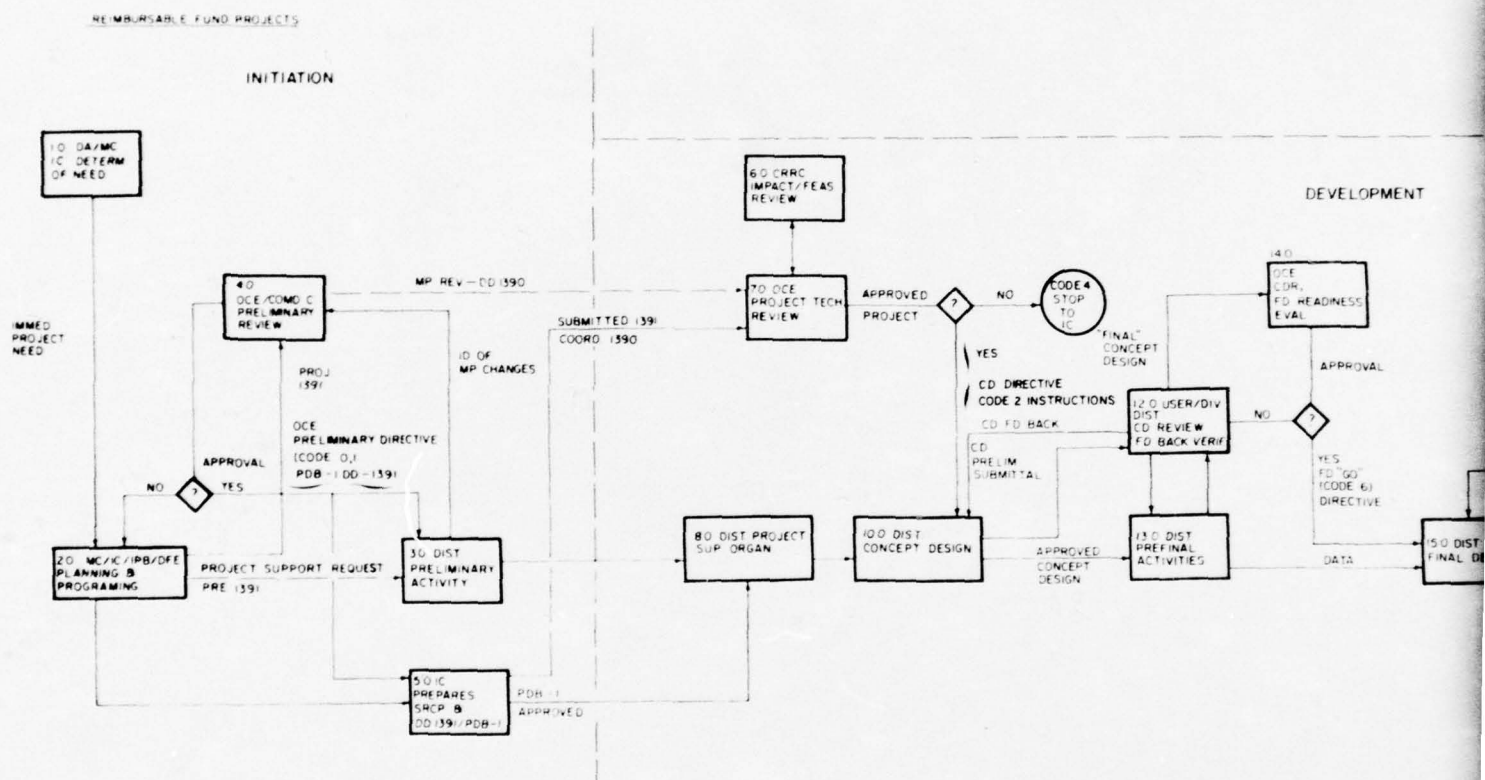 REIMBURSABLE FUND PROJECTS
INITIATION
1.0 DA/MC
IC DETERM
OF NEED
IMMED
PROJECT
NEED
4.0
OCE/COMD C
PRELIMINARY
REVIEW
MP REV - DD 1390
SUBMITTED 1391
COORD 1390
PROJ
1391
ID OF
MP CHANGES
OCE
PRELIMINARY DIRECTIVE
(CODE 0,1
PDB-1 DD-1391
APPROVAL
NO
?
YES
2.0 MC/IC/IPB/DFE
PLANNING &
PROGRAMING
PROJECT SUPPORT REQUEST
PRE 1391
3.0 DIST
PRELIMINARY
ACTIVITY
5.0 IC
PREPARES
SRCP &
DD 1391/PDB-1
PDB-1
APPROVED
DEVELOPMENT
6.0 CRRC
IMPACT/FEAS
REVIEW
7.0 OCE
PROJECT TECH
REVIEW
APPROVED
PROJECT
?
NO
CODE 4
STOP
TO
IC
YES
CD DIRECTIVE
CODE 2 INSTRUCTIONS
CD FD BACK
CD
PRELIM
SUBMITTAL
8.0 DIST PROJECT
SUP ORGAN
10.0 DIST
CONCEPT DESIGN
APPROVED
CONCEPT
DESIGN
"FINAL"
CONCEPT
DESIGN
12.0 USER/DIV
DIST
CD REVIEW
FD BACK VERIF
13.0 DIST
PREFINAL
ACTIVITIES
14.0
OCE
CDR,
FD READINESS
EVAL
APPROVAL
NO
?
YES
FD "GO"
(CODE 6)
DIRECTIVE
DATA
15.0 DIST
FINAL DE